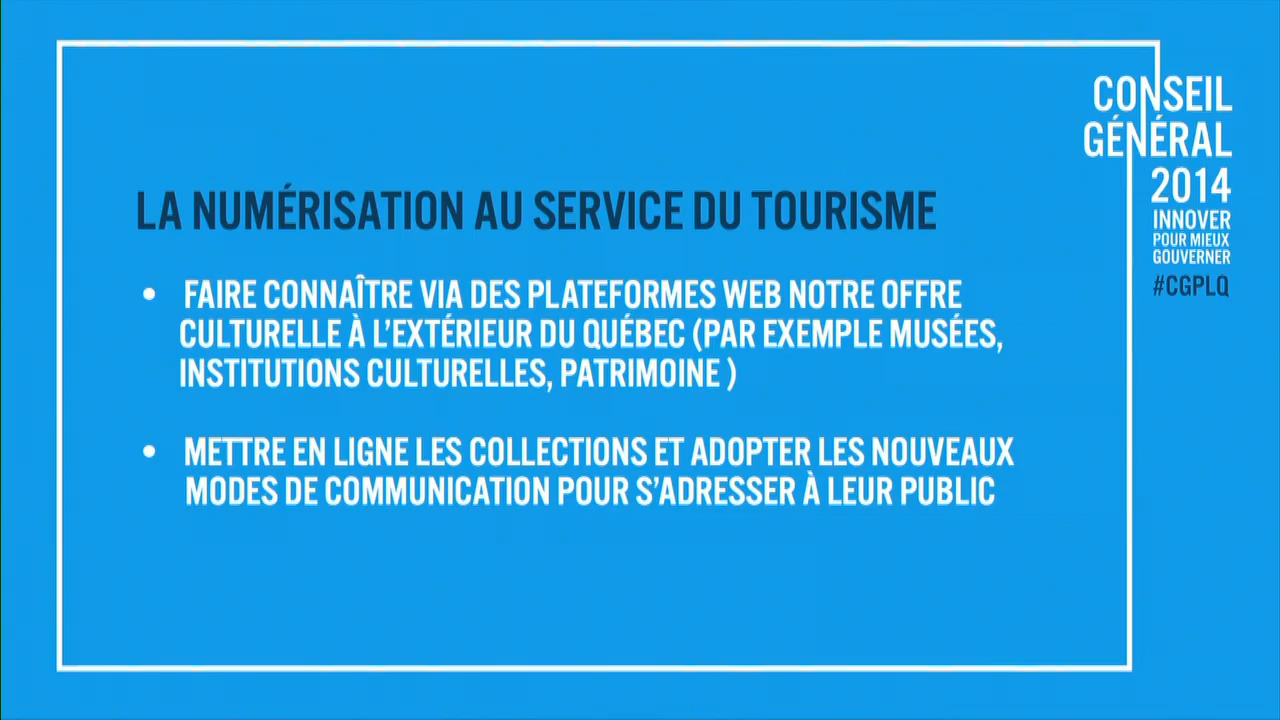 CONSEIL
GÉNÉRAL
2014
INNOVER
POUR MIEUX
GOUVERNER
#CGPLQ
LA NUMÉRISATION AU SERVICE DU TOURISME
• FAIRE CONNAÎTRE VIA DES PLATEFORMES WEB NOTRE OFFRE
CULTURELLE À L'EXTÉRIEUR DU QUÉBEC (PAR EXEMPLE MUSÉES,
INSTITUTIONS CULTURELLES, PATRIMOINE )
• METTRE EN LIGNE LES COLLECTIONS ET ADOPTER LES NOUVEAUX
MODES DE COMMUNICATION POUR S'ADRESSER À LEUR PUBLIC